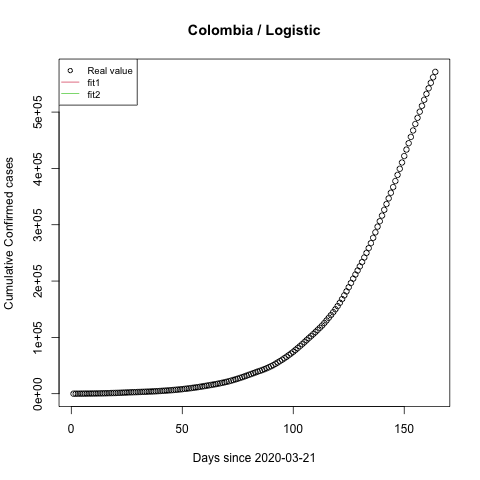 Colombia / Logistic
Real value
fit1
fit2
Cumulative Confirmed cases
5e+05
4e+05
3e+05
2e+05
1e+05
0e+00
0 50 100 150
Days since 2020-03-21